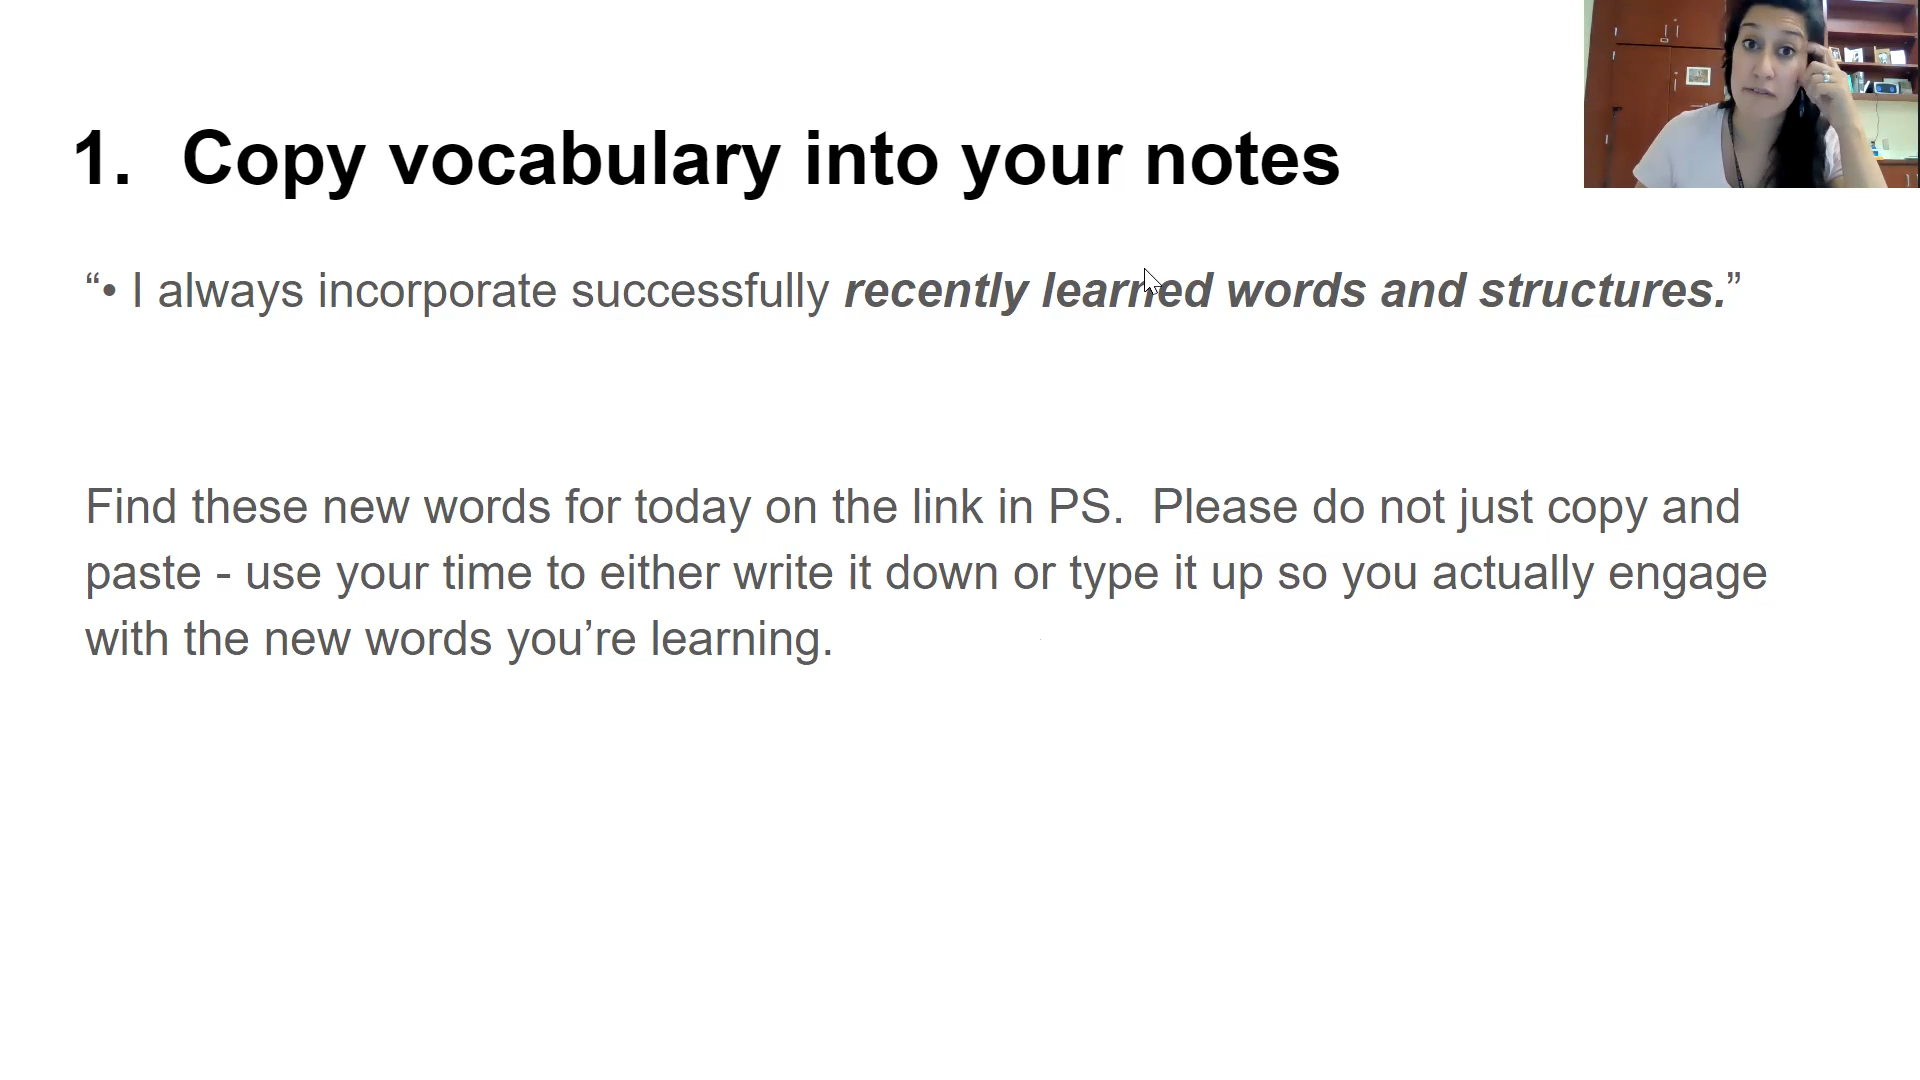 1. Copy vocabulary into your notes
“• I always incorporate successfully recently learned words and structures.”
Find these new words for today on the link in PS.  Please do not just copy and
paste - use your time to either write it down or type it up so you actually engage
with the new words you’re learning.